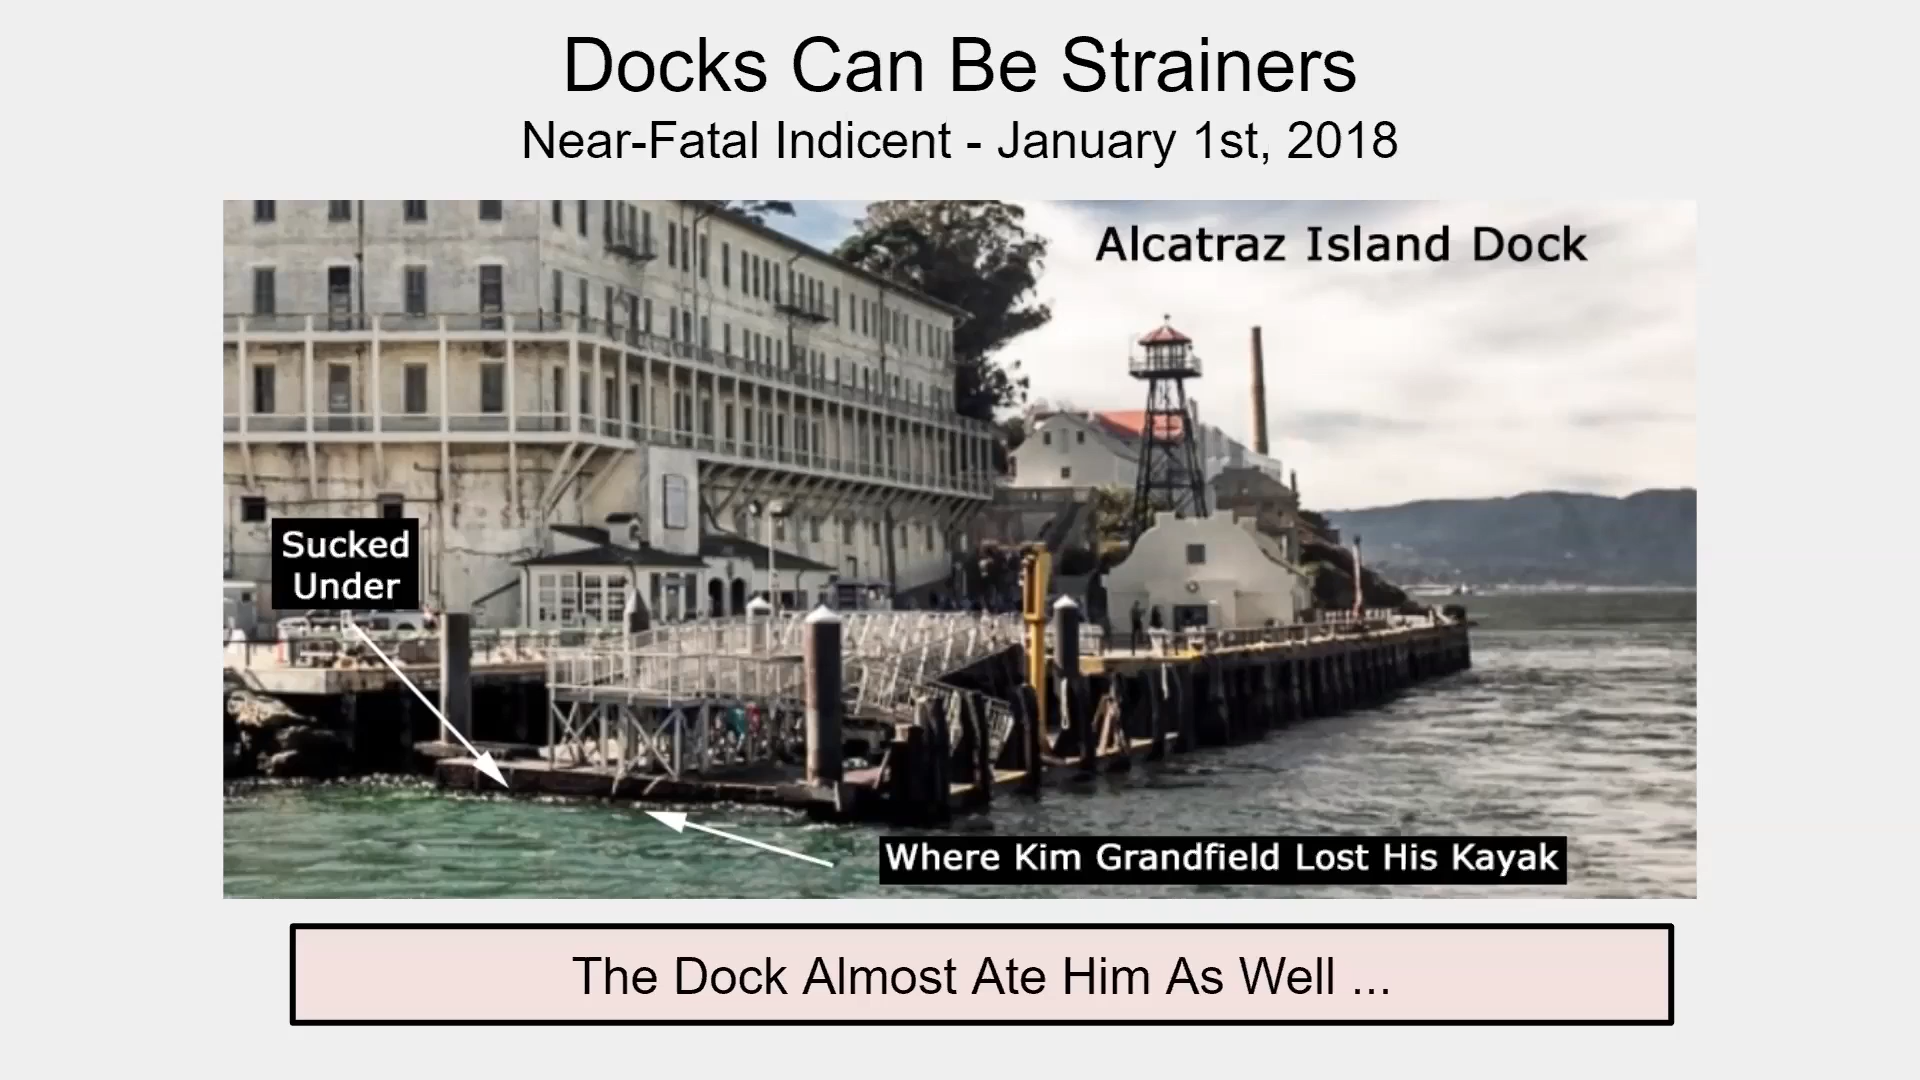 Docks Can Be Strainers
Near-Fatal Indicent - January 1st, 2018
Alcatraz Island Dock
Sucked
Under
Where Kim Grandfield Lost His Kayak
The Dock Almost Ate Him As Well ...